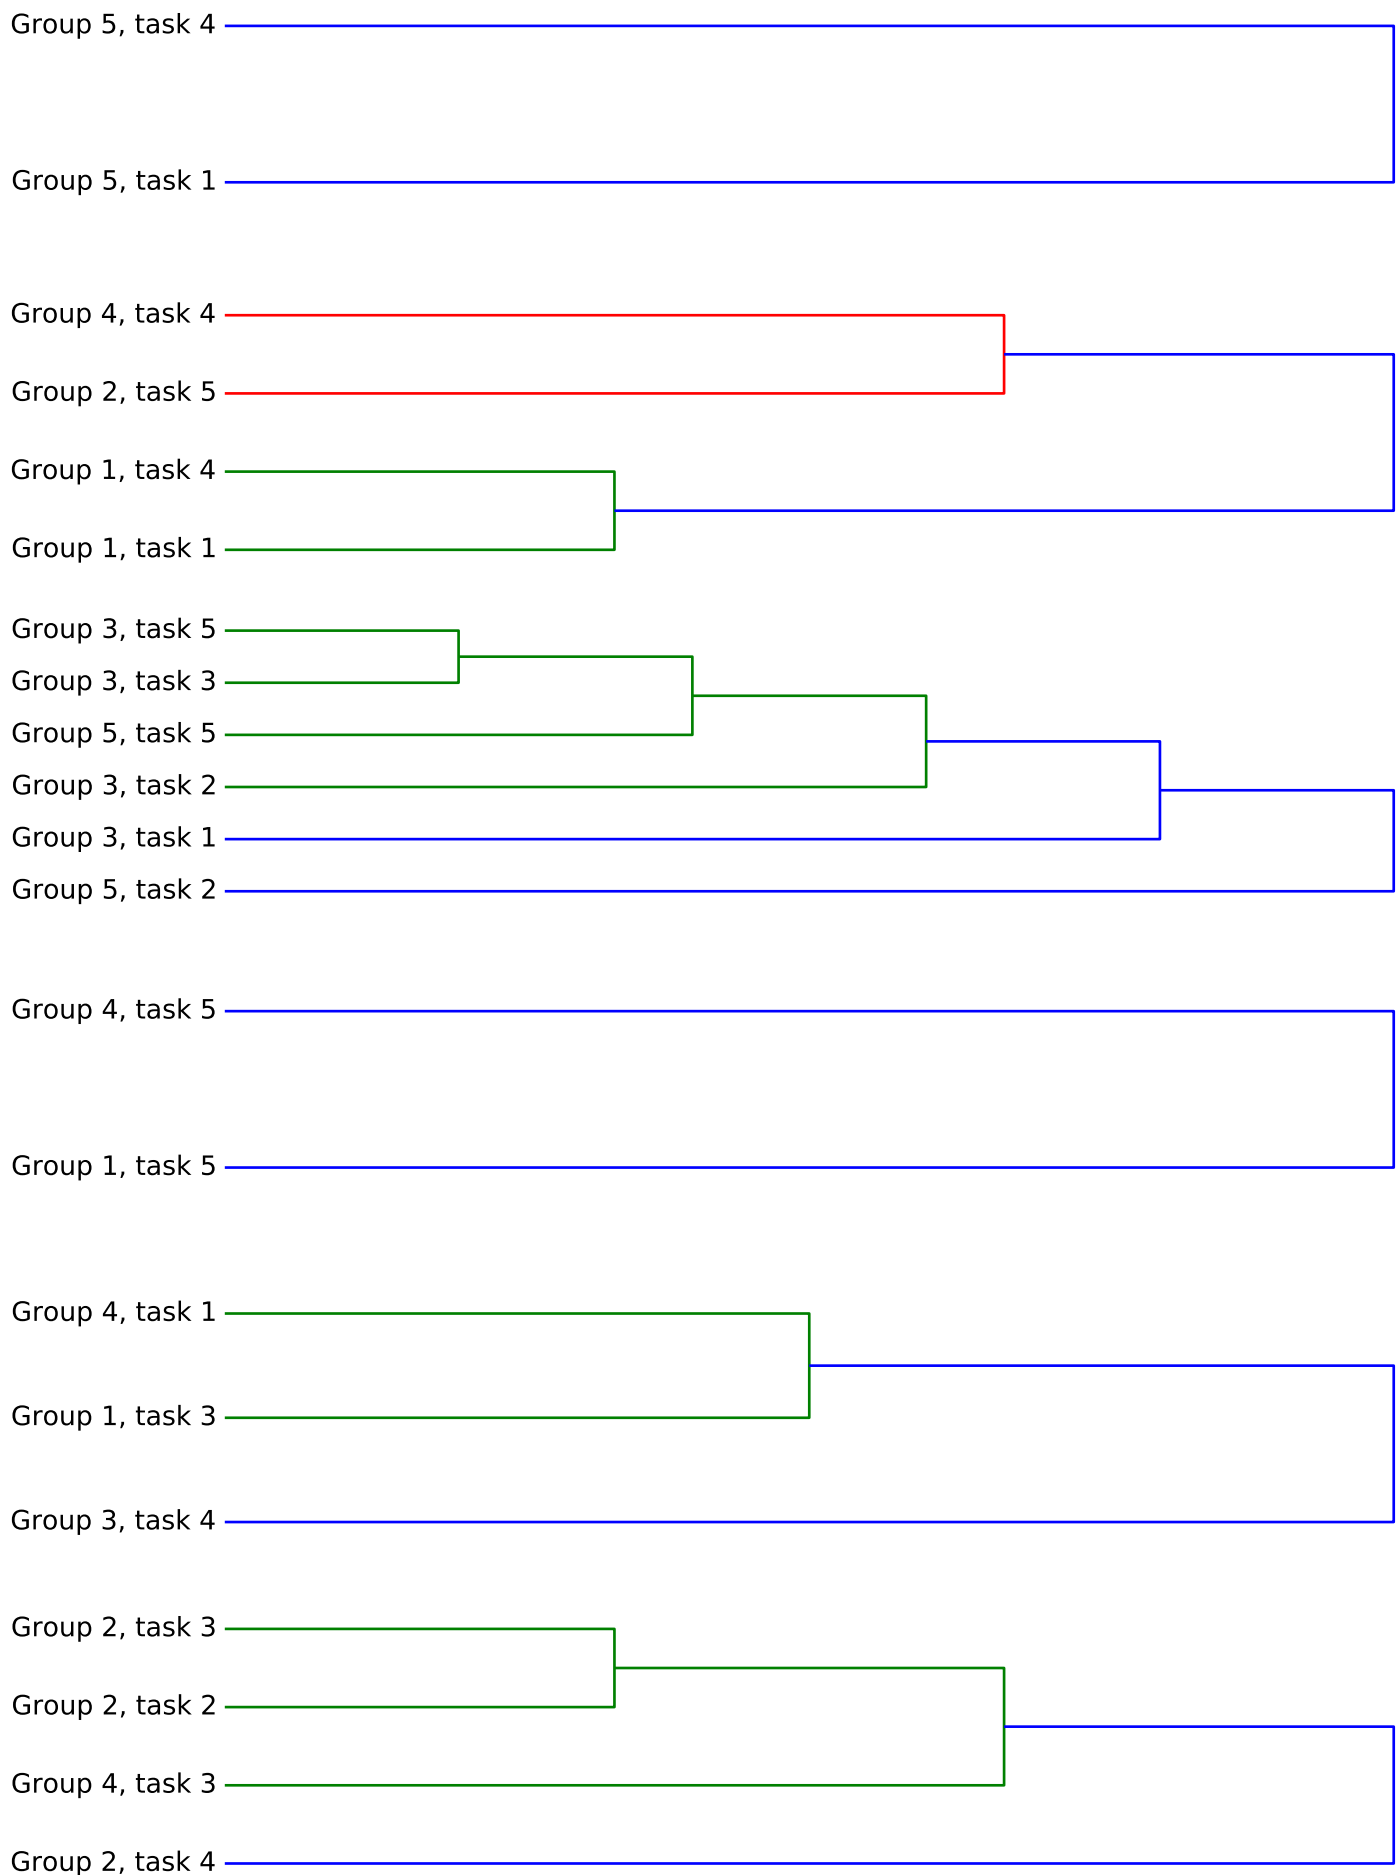 Group 5, task 4
Group 5, task 1
Group 4, task 4
Group 2, task 5
Group 1, task 4
Group 1, task 1
Group 3, task 5
Group 3, task 3
Group 5, task 5
Group 3, task 2
Group 3, task 1
Group 5, task 2
Group 4, task 5
Group 1, task 5
Group 4, task 1
Group 1, task 3
Group 3, task 4
Group 2, task 3
Group 2, task 2
Group 4, task 3
Group 2, task 4